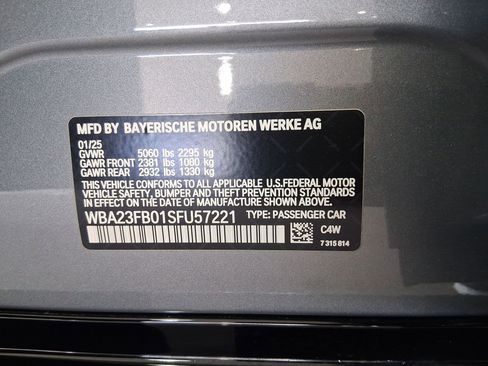 MFD BY BAYERISCHE MOTOREN WERKE AG
01/25
GVWR 5060 lbs 2295 kg
GAWR FRONT 2381 lbs 1080 kg
GAWR REAR 2932 lbs 1330 kg
THIS VEHICLE CONFORMS TO ALL APPLICABLE U.S.FEDERAL MOTOR
VEHICLE SAFETY, BUMPER, AND THEFT PREVENTION STANDARDS
IN EFFECT ON THE DATE OF MANUFACTURE SHOWN ABOVE.
WBA23FB01SFU57221 TYPE: PASSENGER CAR
C4W
7 315 814